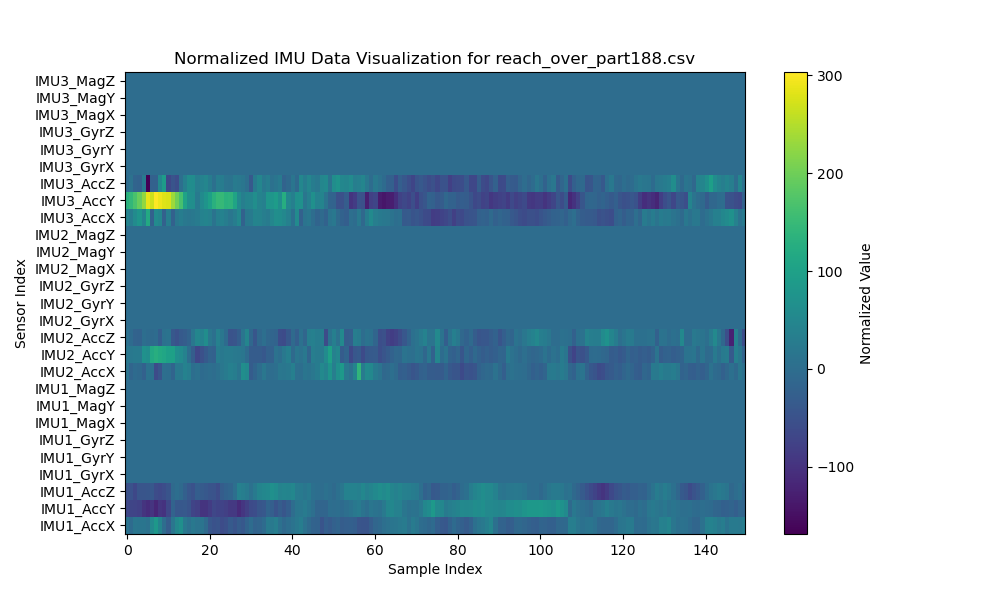 Normalized IMU Data Visualization for reach_over_part188.csv
IMU3_MagZ
IMU3_MagY
IMU3_MagX
IMU3_GyrZ
IMU3_GyrY
IMU3_GyrX
IMU3_AccZ
IMU3_AccY
IMU3_AccX
IMU2_MagZ
IMU2_MagY
IMU2_MagX
IMU2_GyrZ
IMU2_GyrY
IMU2_GyrX
IMU2_AccZ
IMU2_AccY
IMU2_AccX
IMU1_MagZ
IMU1_MagY
IMU1_MagX
IMU1_GyrZ
IMU1_GyrY
IMU1_GyrX
IMU1_AccZ
IMU1_AccY
IMU1_AccX
Sensor Index
0 20 40 60 80 100 120 140
Sample Index
300
200
100
0
−100
Normalized Value